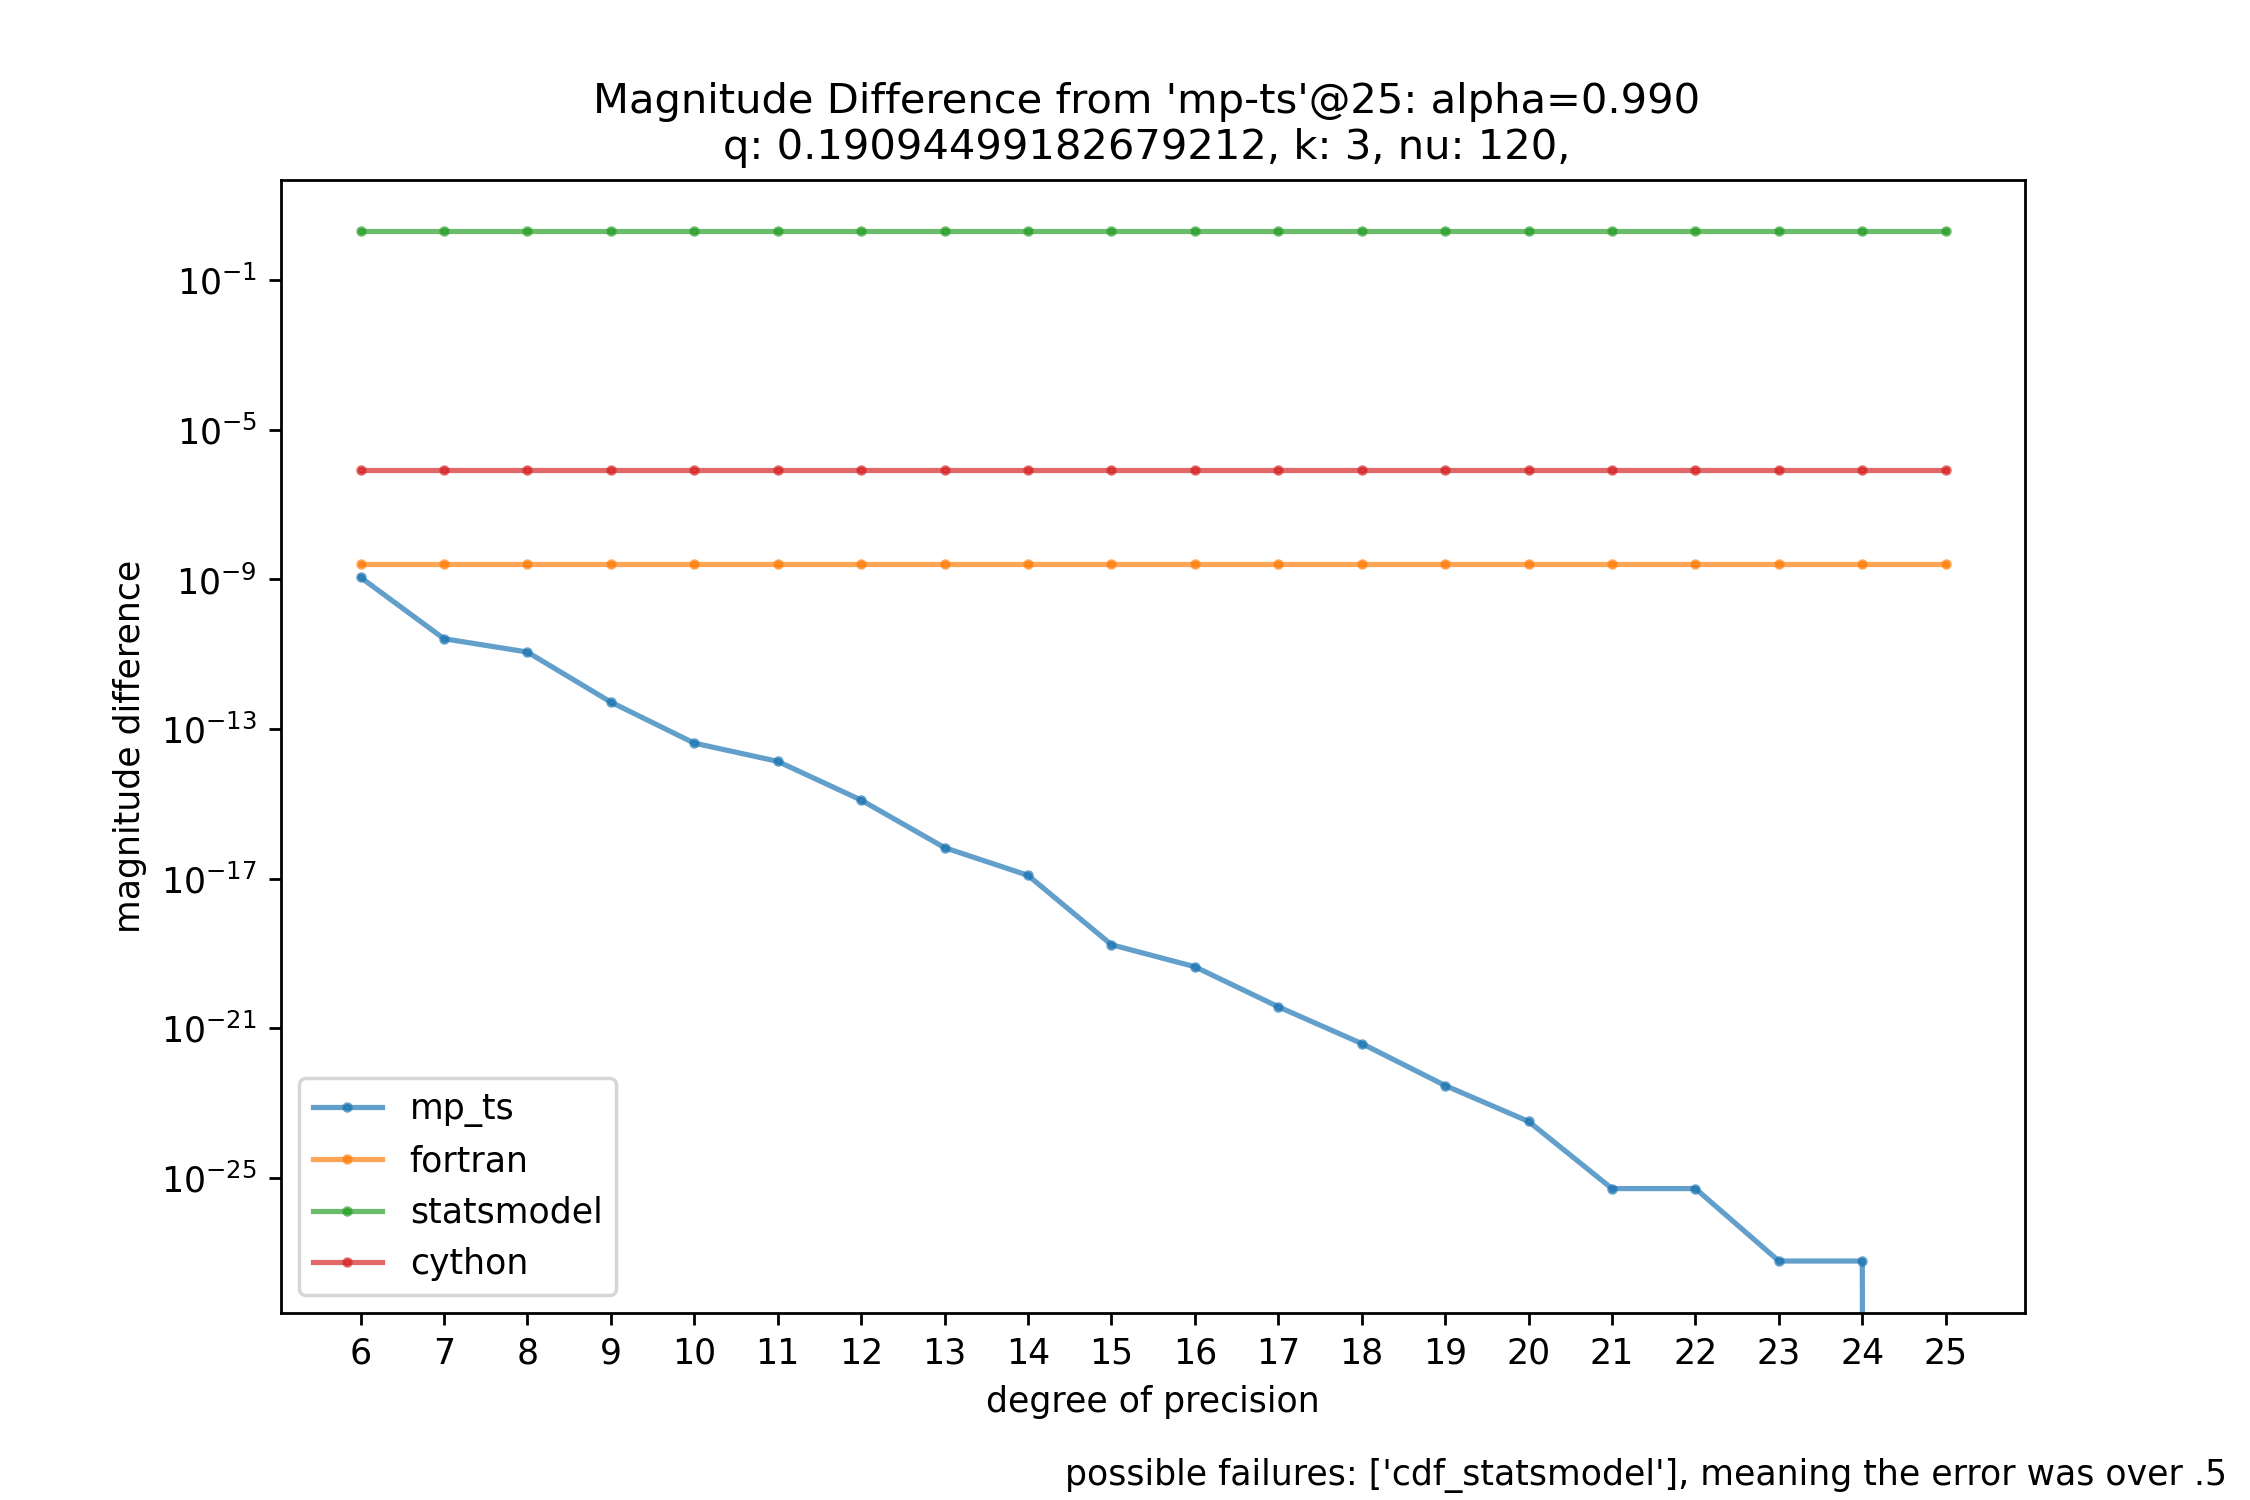 Magnitude Difference from 'mp-ts'@25: alpha=0.990
q: 0.19094499182679212, k: 3, nu: 120,
magnitude difference
10⁻¹
10⁻⁵
10⁻⁹
10⁻¹³
10⁻¹⁷
10⁻²¹
10⁻²⁵
mp_ts
fortran
statsmodel
cython
6 7 8 9 10 11 12 13 14 15 16 17 18 19 20 21 22 23 24 25
degree of precision
possible failures: ['cdf_statsmodel'], meaning the error was over .5